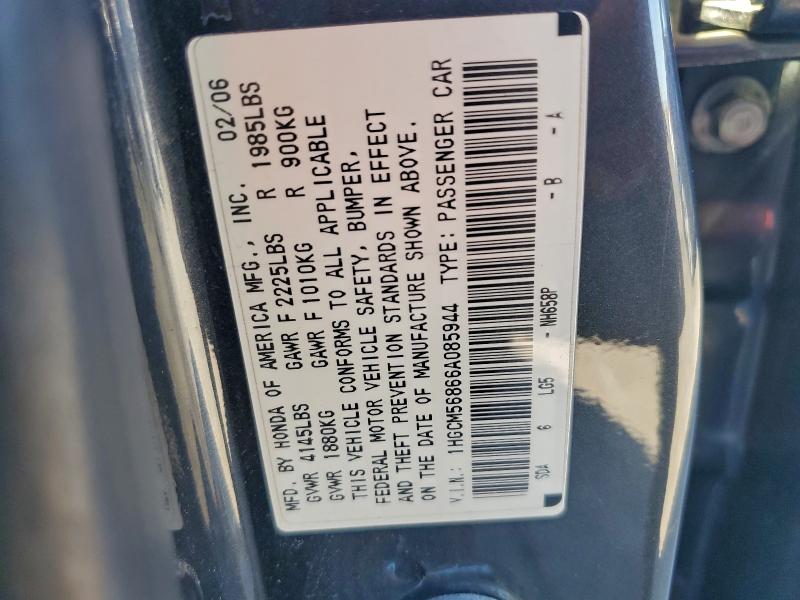 MFD. BY HONDA OF AMERICA MFG., INC. 02/06
GVWR 4145LBS GAWR F 2225LBS R 1985LBS
GVWR 1880KG GAWR F 1010KG R 900KG
THIS VEHICLE CONFORMS TO ALL APPLICABLE
FEDERAL MOTOR VEHICLE SAFETY, BUMPER,
AND THEFT PREVENTION STANDARDS IN EFFECT
ON THE DATE OF MANUFACTURE SHOWN ABOVE.
V.I.N.: 1HGCM56866A085944 TYPE: PASSENGER CAR
SDA 6 LG5 - NH658P - B - A